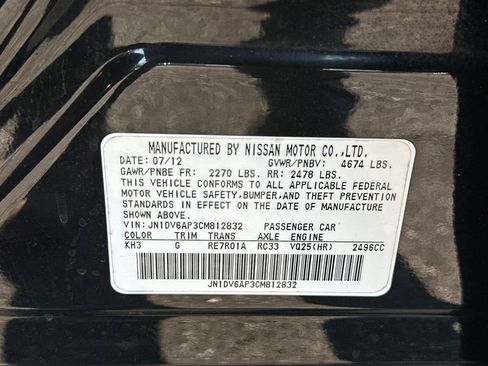 MANUFACTURED BY NISSAN MOTOR CO.,LTD.
DATE: 07/12 GVWR/PNBV: 4674 LBS.
GAWR/PNBE FR: 2270 LBS. RR: 2478 LBS.
THIS VEHICLE CONFORMS TO ALL APPLICABLE FEDERAL
MOTOR VEHICLE SAFETY,BUMPER,AND THEFT PREVENTION
STANDARDS IN EFFECT ON THE DATE OF MANUFACTURE
SHOWN ABOVE.
VIN: JN1DV6AP3CM812832 PASSENGER CAR
COLOR TRIM TRANS AXLE ENGINE
KH3 G RE7R01A RC33 VQ25(HR) 2496CC
JN1DV6AP3CM812832